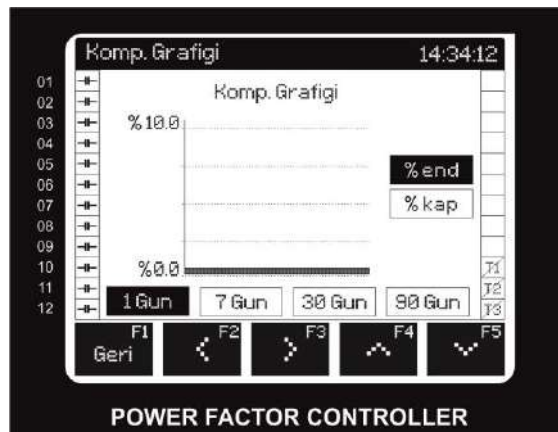 Komp. Grafigi 14:34:12
Komp. Grafigi
01
02
03
04
05
06
07
08
09
10
11
12
%10.0
%0.0
%end
%kap
T1
T2
T3
1 Gun 7 Gun 30 Gun 90 Gun
F1 F2 F3 F4 F5
Geri < > ^ v
POWER FACTOR CONTROLLER